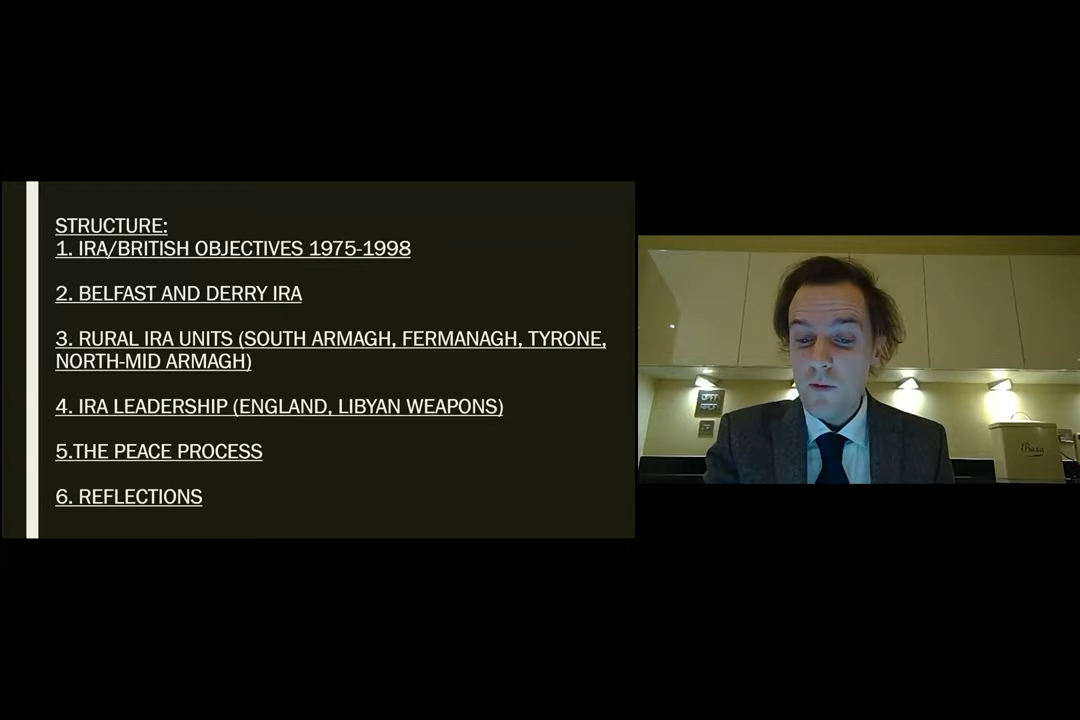 STRUCTURE:
1. IRA/BRITISH OBJECTIVES 1975-1998
2. BELFAST AND DERRY IRA
3. RURAL IRA UNITS (SOUTH ARMAGH, FERMANAGH, TYRONE,
NORTH-MID ARMAGH)
4. IRA LEADERSHIP (ENGLAND, LIBYAN WEAPONS)
5.THE PEACE PROCESS
6. REFLECTIONS